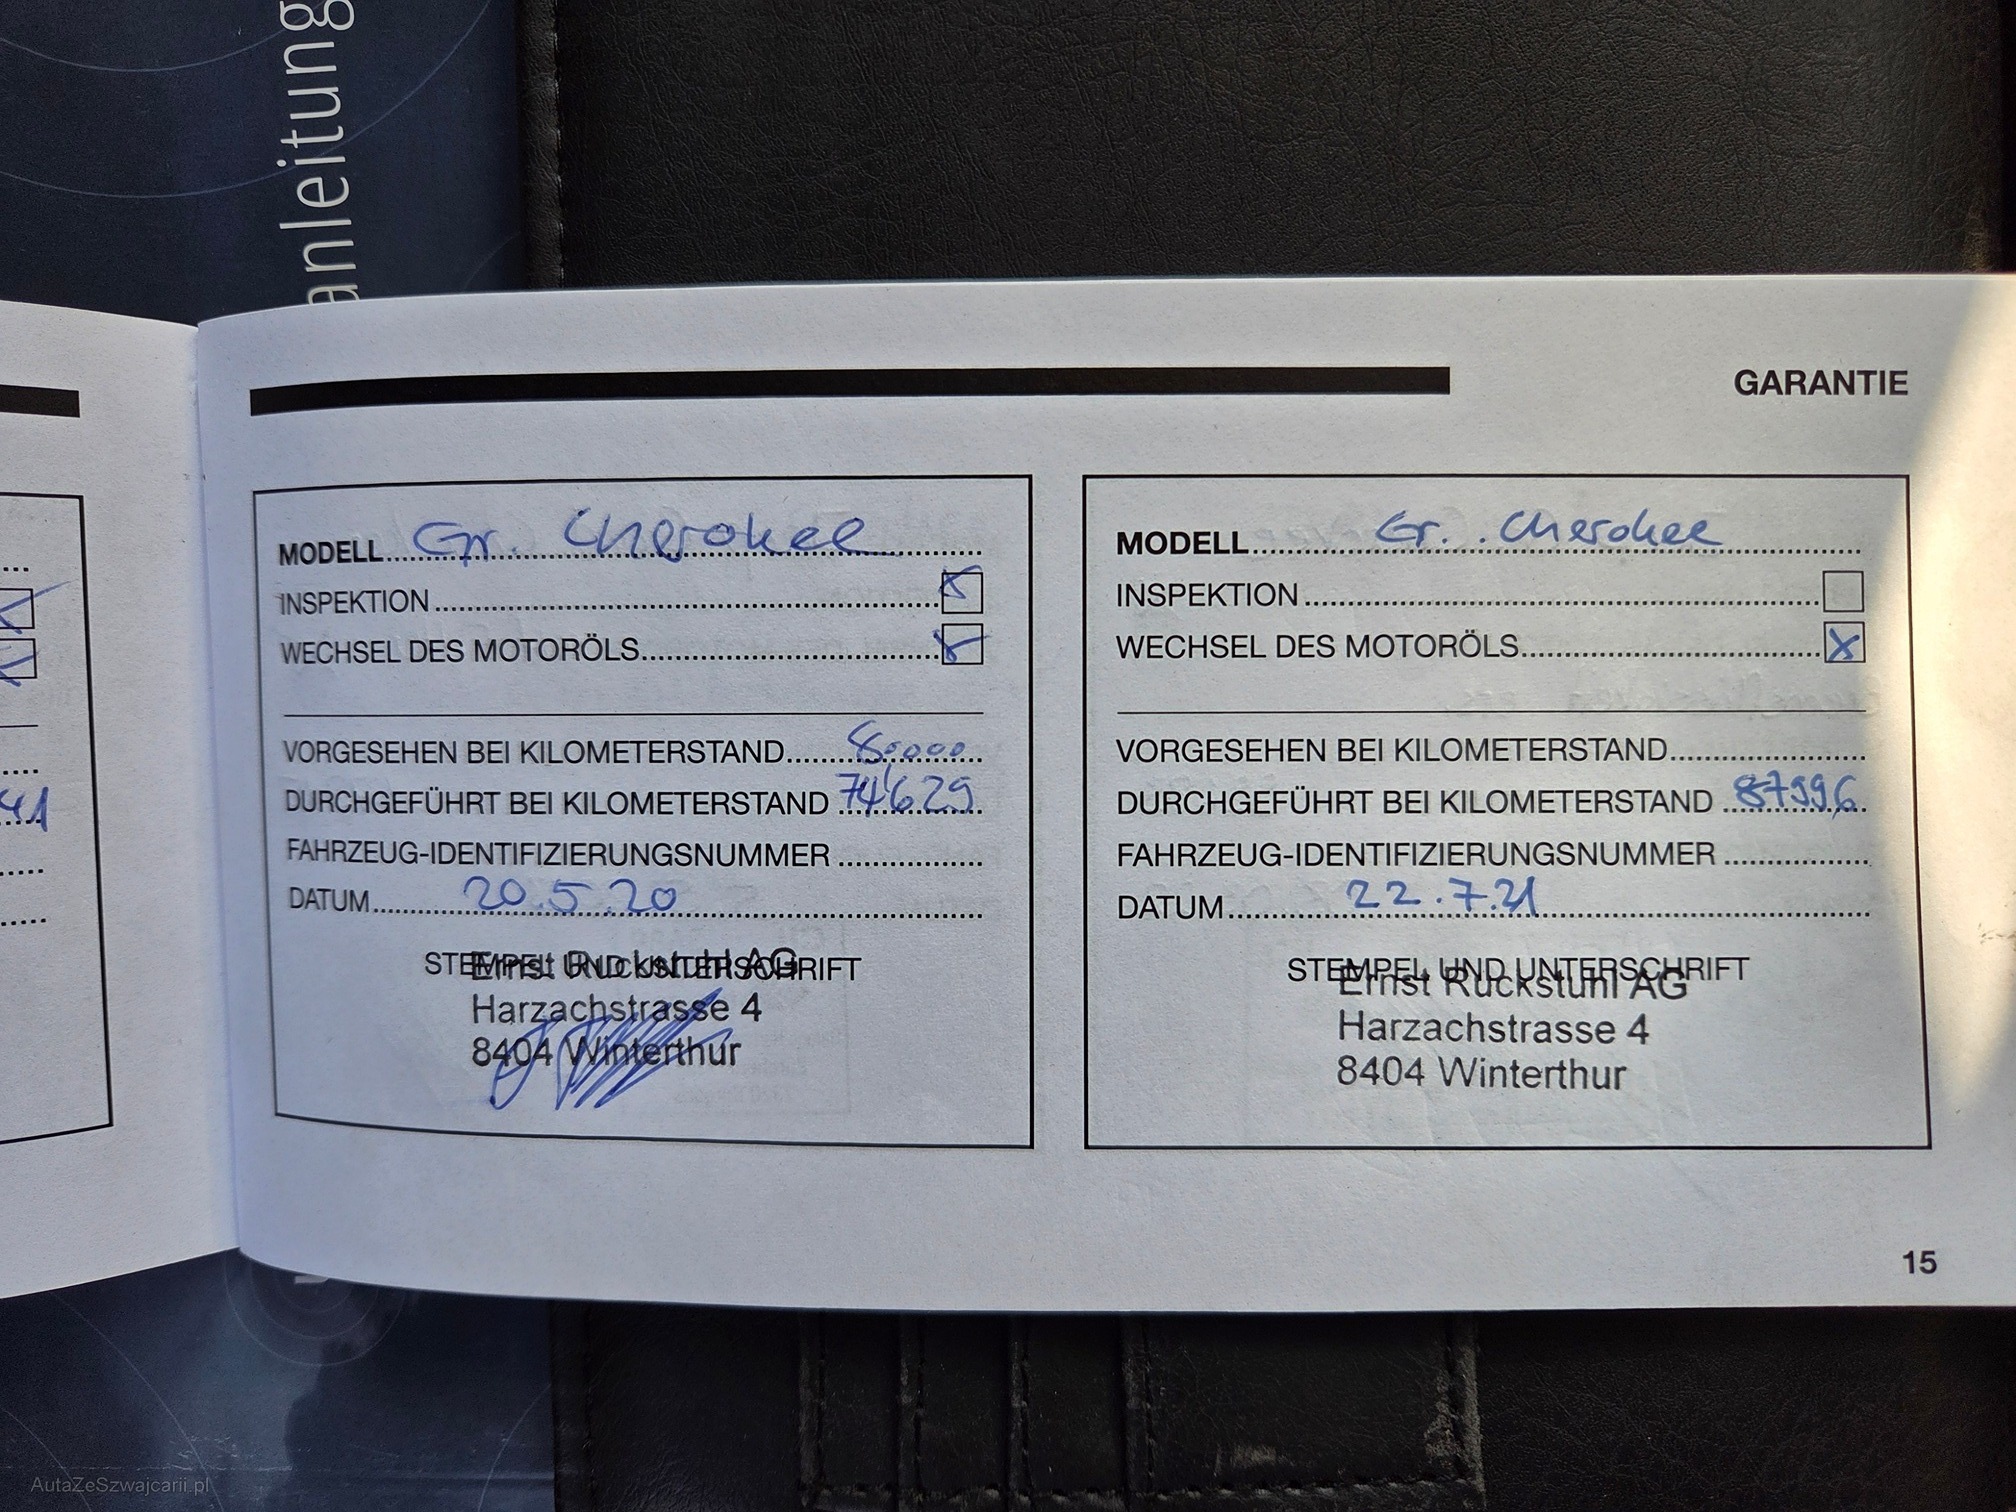 anleitung
GARANTIE
41
MODELL Gr. Cherokee
INSPEKTION
WECHSEL DES MOTORÖLS
VORGESEHEN BEI KILOMETERSTAND 80000
DURCHGEFÜHRT BEI KILOMETERSTAND 74'629
FAHRZEUG-IDENTIFIZIERUNGSNUMMER
DATUM 20.5.20
STEMPEL UND UNTERSCHRIFT
Ernst Ruckstuhl AG
Harzachstrasse 4
8404 Winterthur
MODELL Gr. Cherokee
INSPEKTION
WECHSEL DES MOTORÖLS X
VORGESEHEN BEI KILOMETERSTAND
DURCHGEFÜHRT BEI KILOMETERSTAND 87996
FAHRZEUG-IDENTIFIZIERUNGSNUMMER
DATUM 22.7.21
STEMPEL UND UNTERSCHRIFT
Ernst Ruckstuhl AG
Harzachstrasse 4
8404 Winterthur
15
AutaZeSzwajcarii.pl